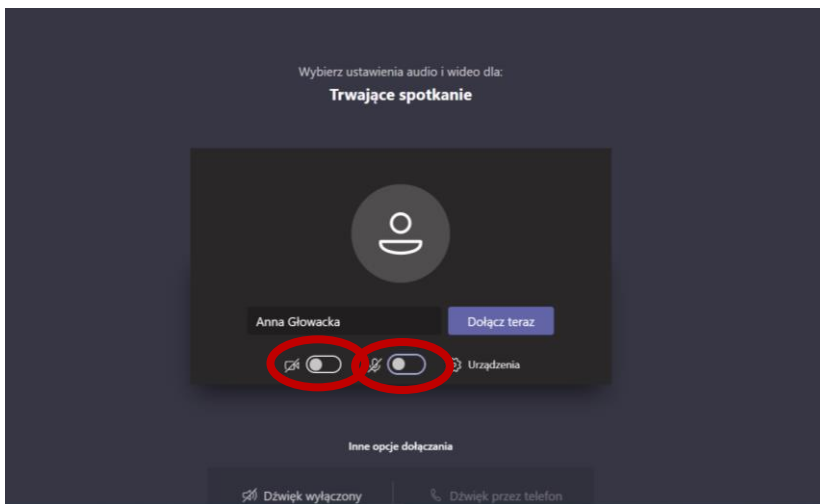 Wybierz ustawienia audio i wideo dla:
Trwające spotkanie
Anna Głowacka
Dołącz teraz
Urządzenia
Inne opcje dołączania
Dźwięk wyłączony
Dźwięk przez telefon